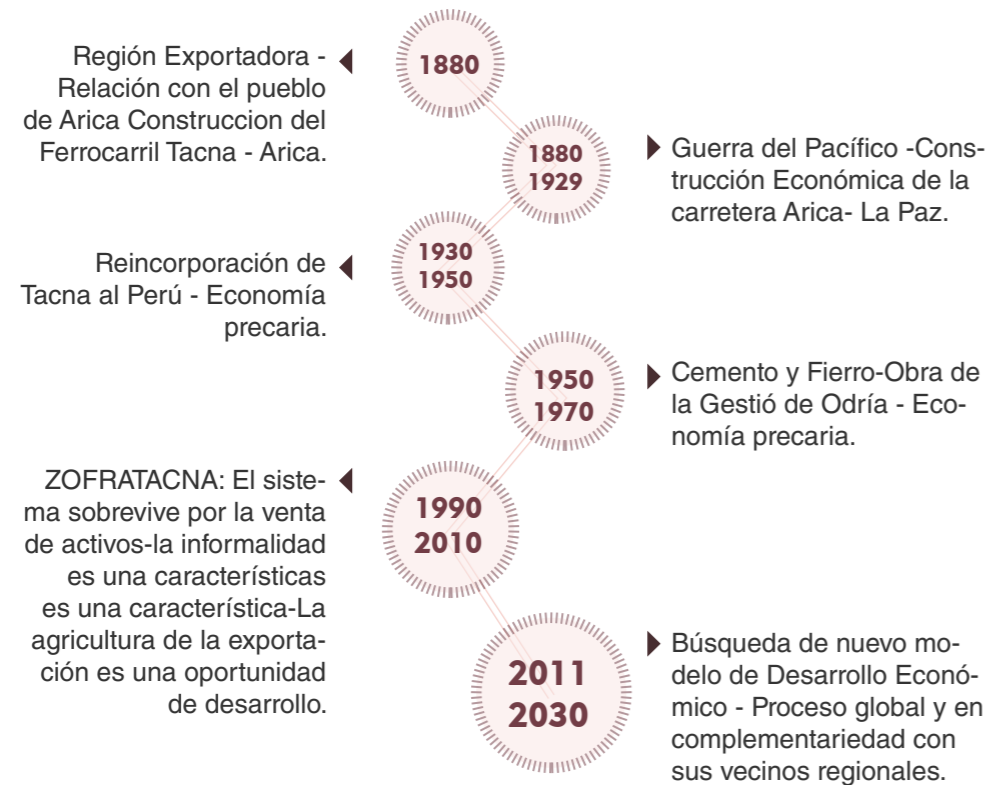 1880
Región Exportadora -
Relación con el pueblo
de Arica Construccion del
Ferrocarril Tacna - Arica.
1880
1929
Guerra del Pacífico -Cons-
trucción Económica de la
carretera Arica- La Paz.
1930
1950
Reincorporación de
Tacna al Perú - Economía
precaria.
1950
1970
Cemento y Fierro-Obra de
la Gestió de Odría - Eco-
nomía precaria.
1990
2010
ZOFRATACNA: El siste-
ma sobrevive por la venta
de activos-la informalidad
es una características
es una característica-La
agricultura de la exporta-
ción es una oportunidad
de desarrollo.
2011
2030
Búsqueda de nuevo mo-
delo de Desarrollo Econó-
mico - Proceso global y en
complementariedad con
sus vecinos regionales.